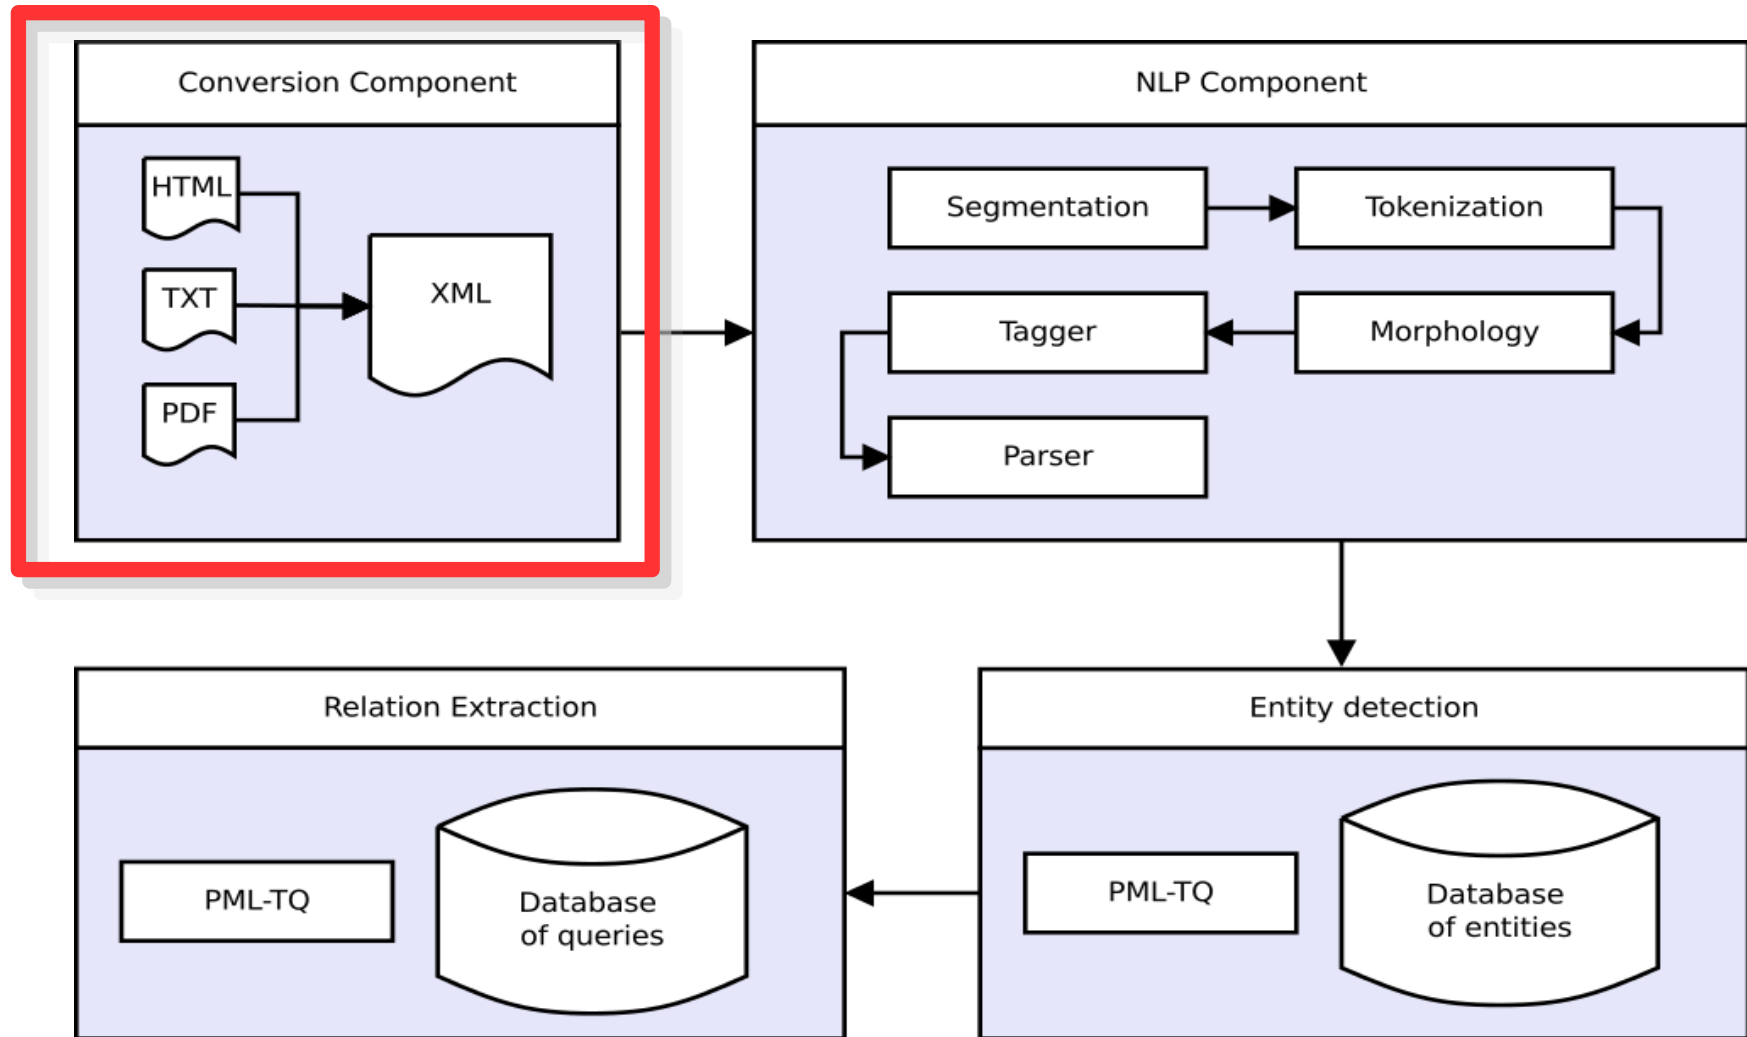 Conversion Component
HTML
TXT
PDF
XML
NLP Component
Segmentation
Tokenization
Morphology
Tagger
Parser
Entity detection
PML-TQ
Database
of entities
Relation Extraction
PML-TQ
Database
of queries